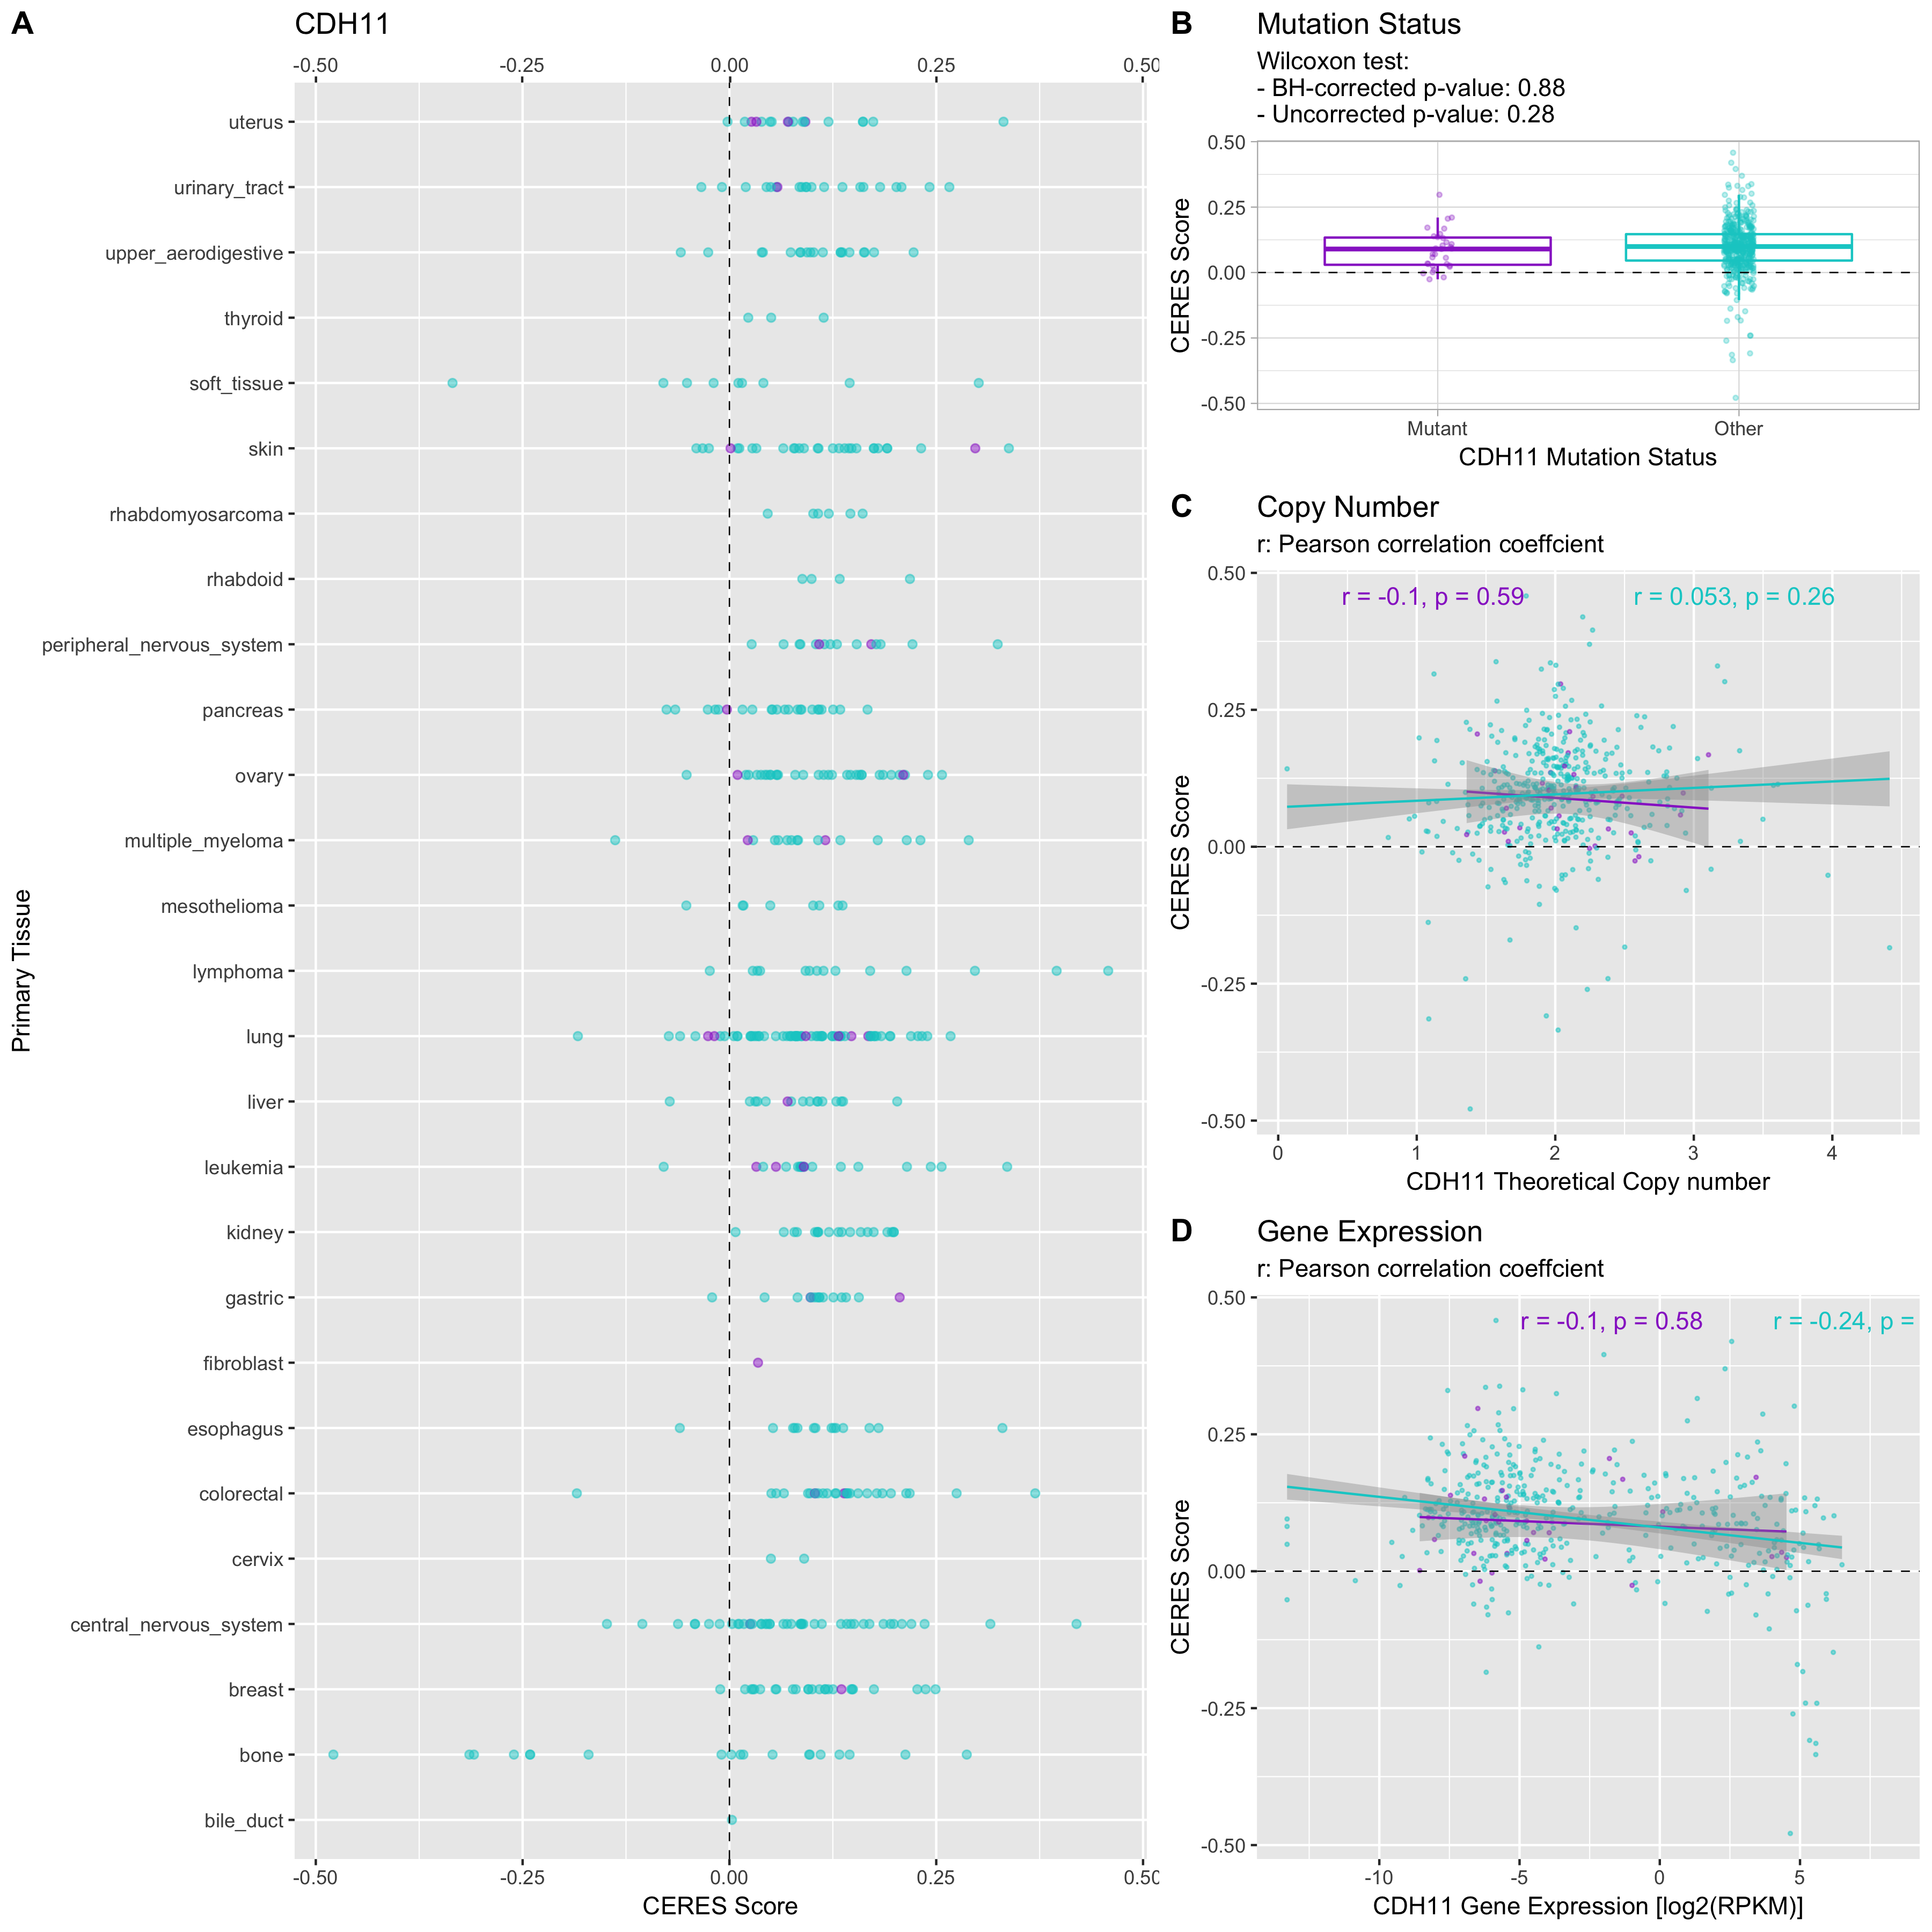 A
CDH11
-0.50 -0.25 0.00 0.25 0.50
uterus
urinary_tract
upper_aerodigestive
thyroid
soft_tissue
skin
rhabdomyosarcoma
rhabdoid
peripheral_nervous_system
pancreas
ovary
multiple_myeloma
mesothelioma
lymphoma
lung
liver
leukemia
kidney
gastric
fibroblast
esophagus
colorectal
cervix
central_nervous_system
breast
bone
bile_duct
Primary Tissue
-0.50 -0.25 0.00 0.25 0.50
CERES Score
B
Mutation Status
Wilcoxon test:
- BH-corrected p-value: 0.88
- Uncorrected p-value: 0.28
0.50
0.25
0.00
-0.25
-0.50
CERES Score
Mutant Other
CDH11 Mutation Status
C
Copy Number
r: Pearson correlation coeffcient
r = -0.1, p = 0.59 r = 0.053, p = 0.26
0.50
0.25
0.00
-0.25
-0.50
CERES Score
0 1 2 3 4
CDH11 Theoretical Copy number
D
Gene Expression
r: Pearson correlation coeffcient
r = -0.1, p = 0.58 r = -0.24, p =
0.50
0.25
0.00
-0.25
-0.50
CERES Score
-10 -5 0 5
CDH11 Gene Expression [log2(RPKM)]